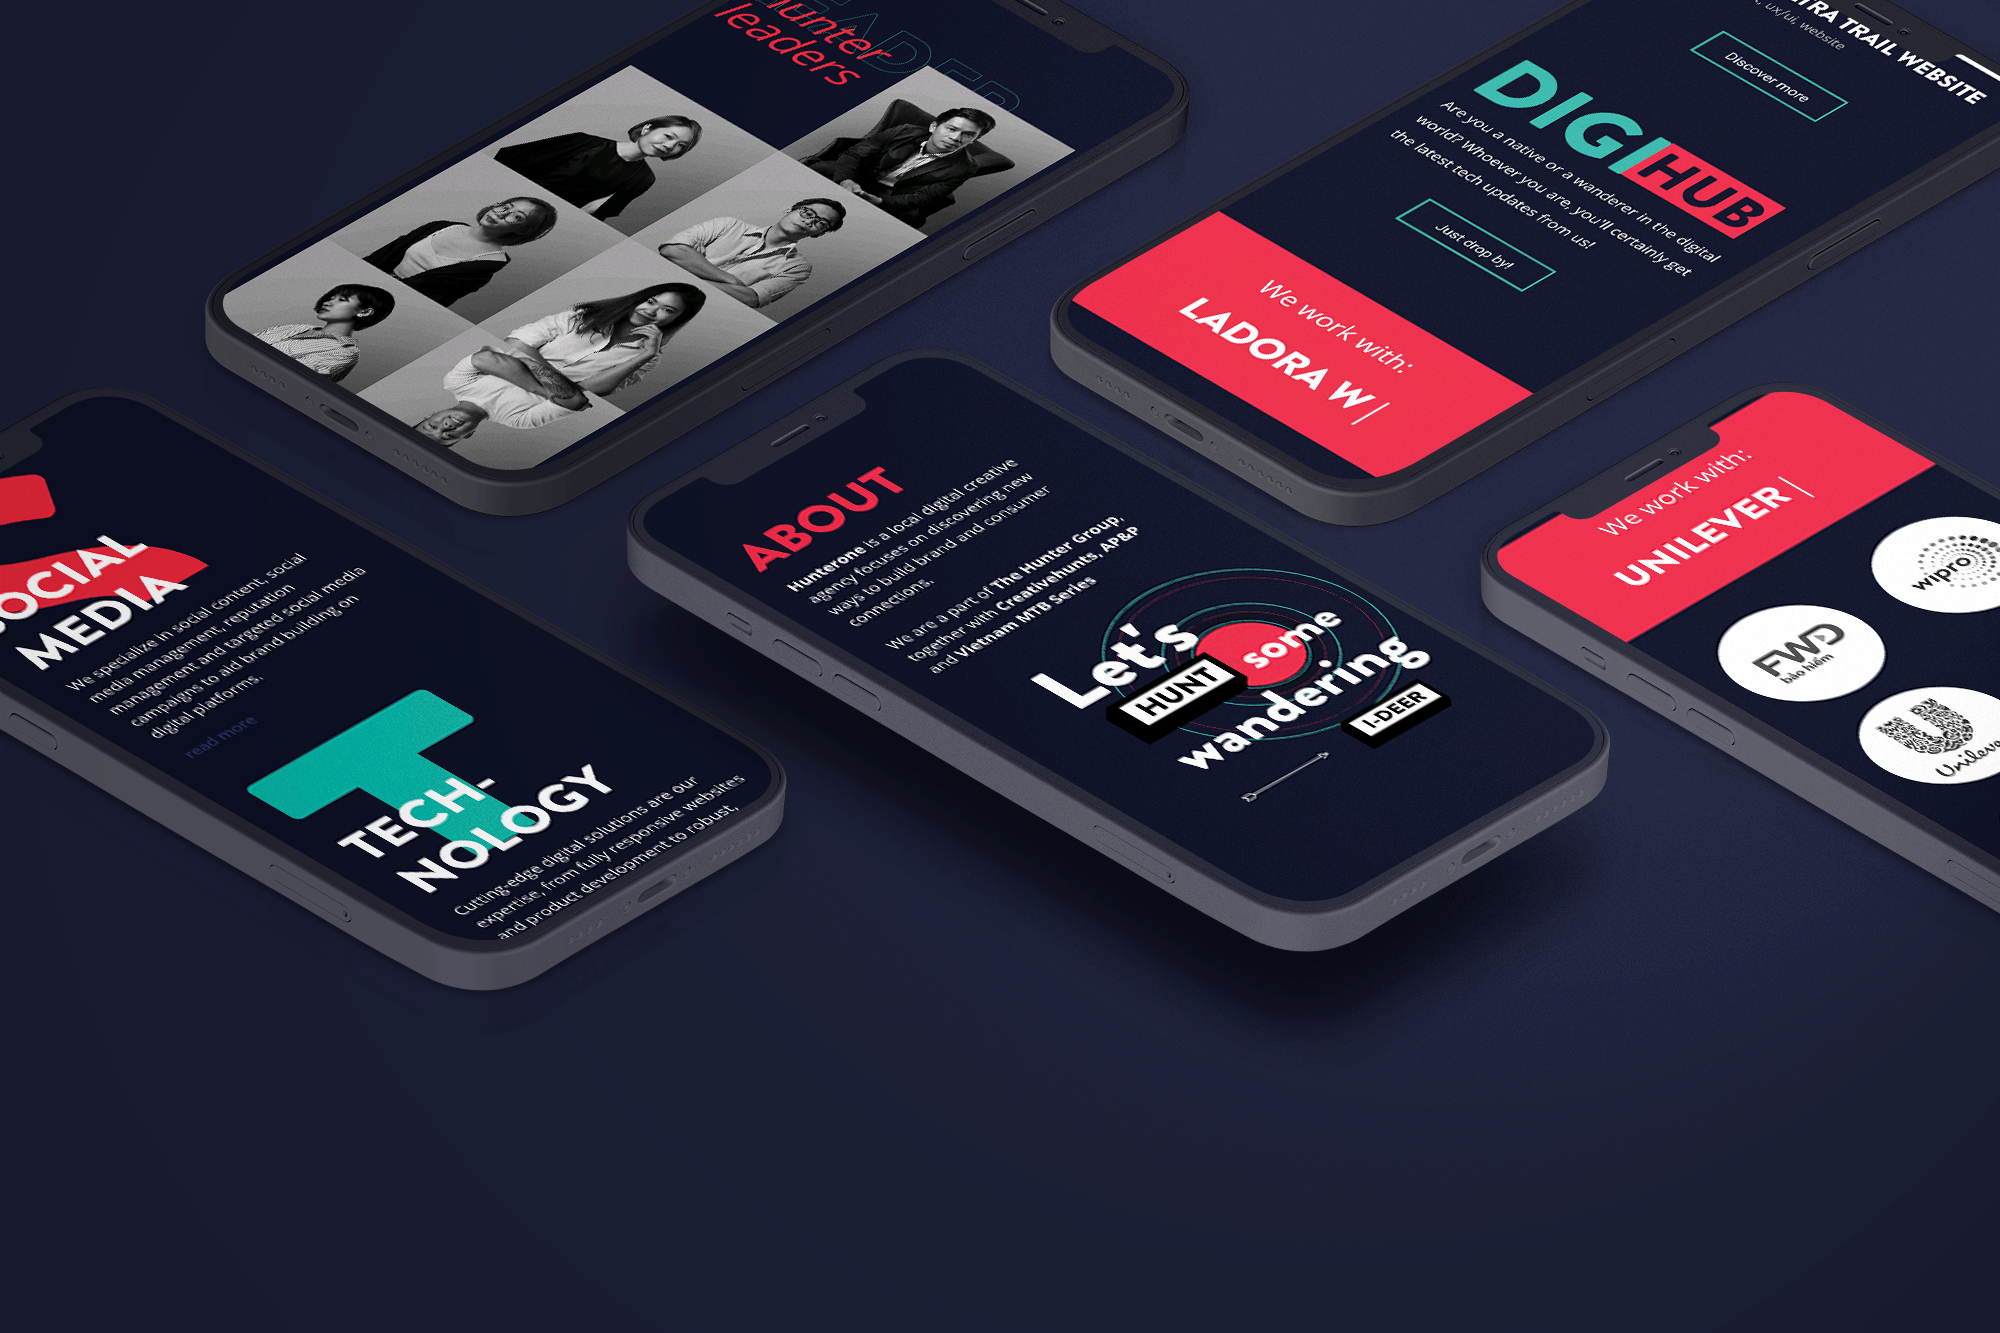 hunter
leaders
LEADER
TRA TRAIL WEBSITE
ux/ui, website
Discover more
DIGIHUB
Are you a native or a wanderer in the digital
world? Whoever you are, you'll certainly get
the latest tech updates from us!
Just drop by!
We work with:
LADORA W|
SOCIAL
MEDIA
We specialize in social content, social
media management, reputation
management and targeted social media
campaigns to aid brand building on
digital platforms.
read more
TECH-
NOLOGY
Cutting-edge digital solutions are our
expertise, from fully responsive websites
and product development to robust,
ABOUT
Hunterone is a local digital creative
agency focuses on discovering new
ways to build brand and consumer
connections.
We are a part of The Hunter Group,
together with Creativehunts, AP&P
and Vietnam MTB Series
Let's
HUNT
some
wandering
I-DEER
We work with:
UNILEVER|
wipro
FWD
bảo hiểm
Unilever